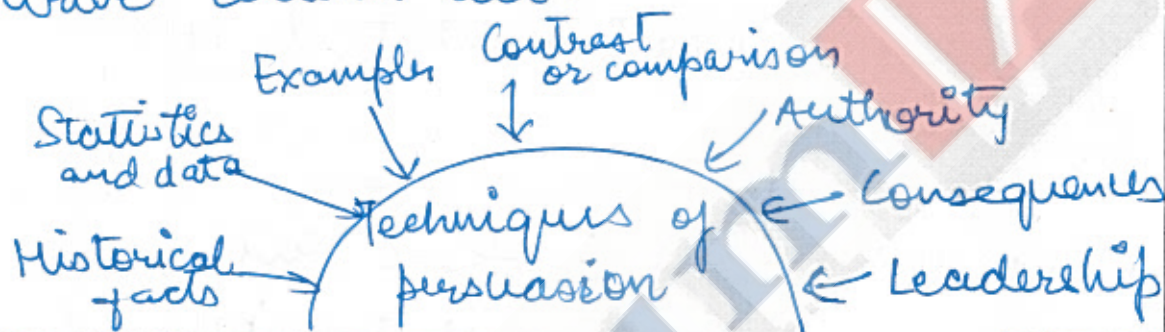 Examples
Contrast
or comparison
Statistics
and data
Authority
Historical
facts
Techniques of
persuasion
Consequences
Leadership